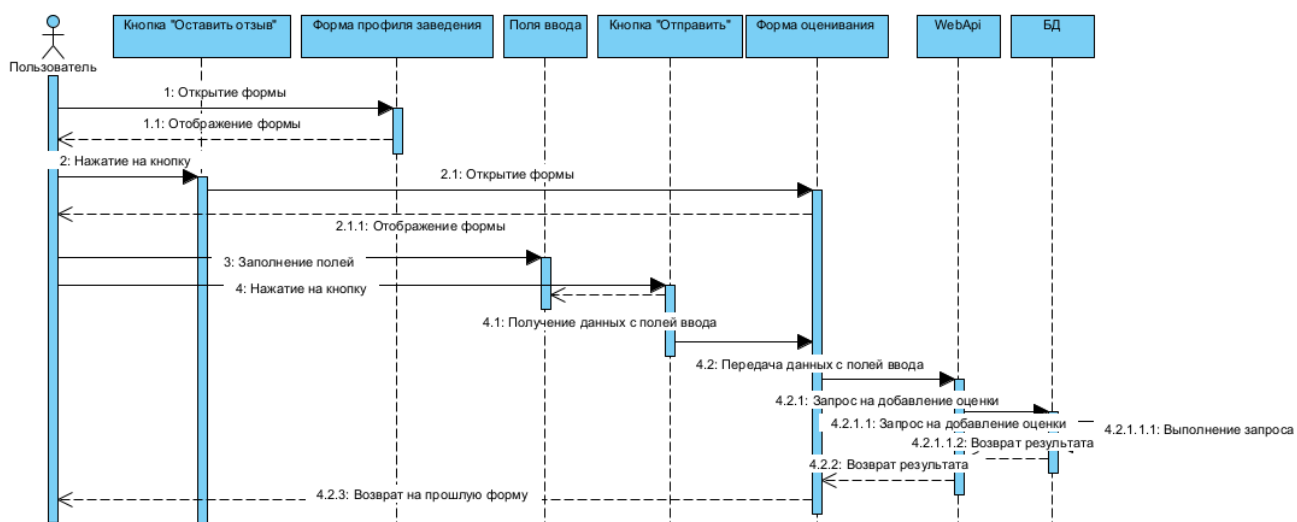 Кнопка "Оставить отзыв"
Форма профиля заведения
Поля ввода
Кнопка "Отправить"
Форма оценивания
WebApi
БД
Пользователь
1: Открытие формы
1.1: Отображение формы
2: Нажатие на кнопку
2.1: Открытие формы
2.1.1: Отображение формы
3: Заполнение полей
4: Нажатие на кнопку
4.1: Получение данных с полей ввода
4.2: Передача данных с полей ввода
4.2.1: Запрос на добавление оценки
4.2.1.1: Запрос на добавление оценки
4.2.1.1.1: Выполнение запроса
4.2.1.1.2: Возврат результата
4.2.2: Возврат результата
4.2.3: Возврат на прошлую форму